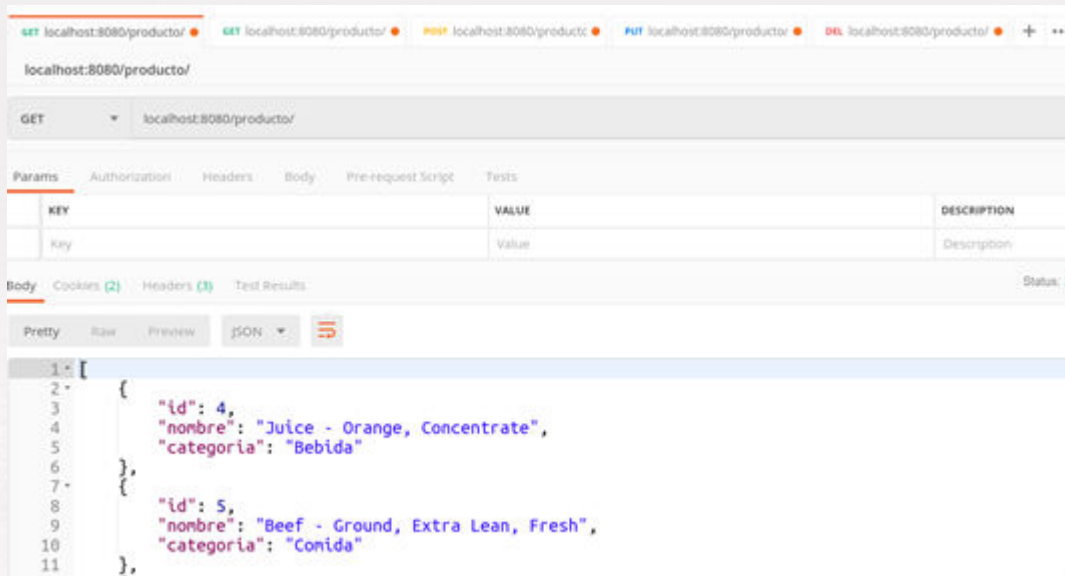 GET localhost:8080/producto/ GET localhost:8080/producto/ POST localhost:8080/productc PUT localhost:8080/producto/ DEL localhost:8080/producto/ + ••
localhost:8080/producto/
GET localhost:8080/producto/
Params Authorization Headers Body Pre-request Script Tests
KEY VALUE DESCRIPTION
Key Value Description
Body Cookies (2) Headers (3) Test Results Status:
Pretty Raw Preview JSON
1 [
2 {
3 "id": 4,
4 "nombre": "Juice - Orange, Concentrate",
5 "categoria": "Bebida"
6 },
7 {
8 "id": 5,
9 "nombre": "Beef - Ground, Extra Lean, Fresh",
10 "categoria": "Comida"
11 },